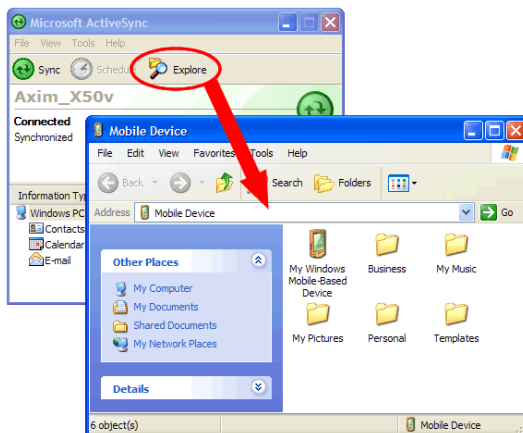 Microsoft ActiveSync
File View Tools Help
Sync Schedule Explore
Axim_X50v
Connected
Synchronized
Information Ty
Windows PC
Contacts
Calendar
E-mail
Mobile Device
File Edit View Favorites Tools Help
Back Search Folders
Address Mobile Device Go
Other Places
My Computer
My Documents
Shared Documents
My Network Places
Details
My Windows Mobile-Based Device
Business
My Music
My Pictures
Personal
Templates
6 object(s) Mobile Device